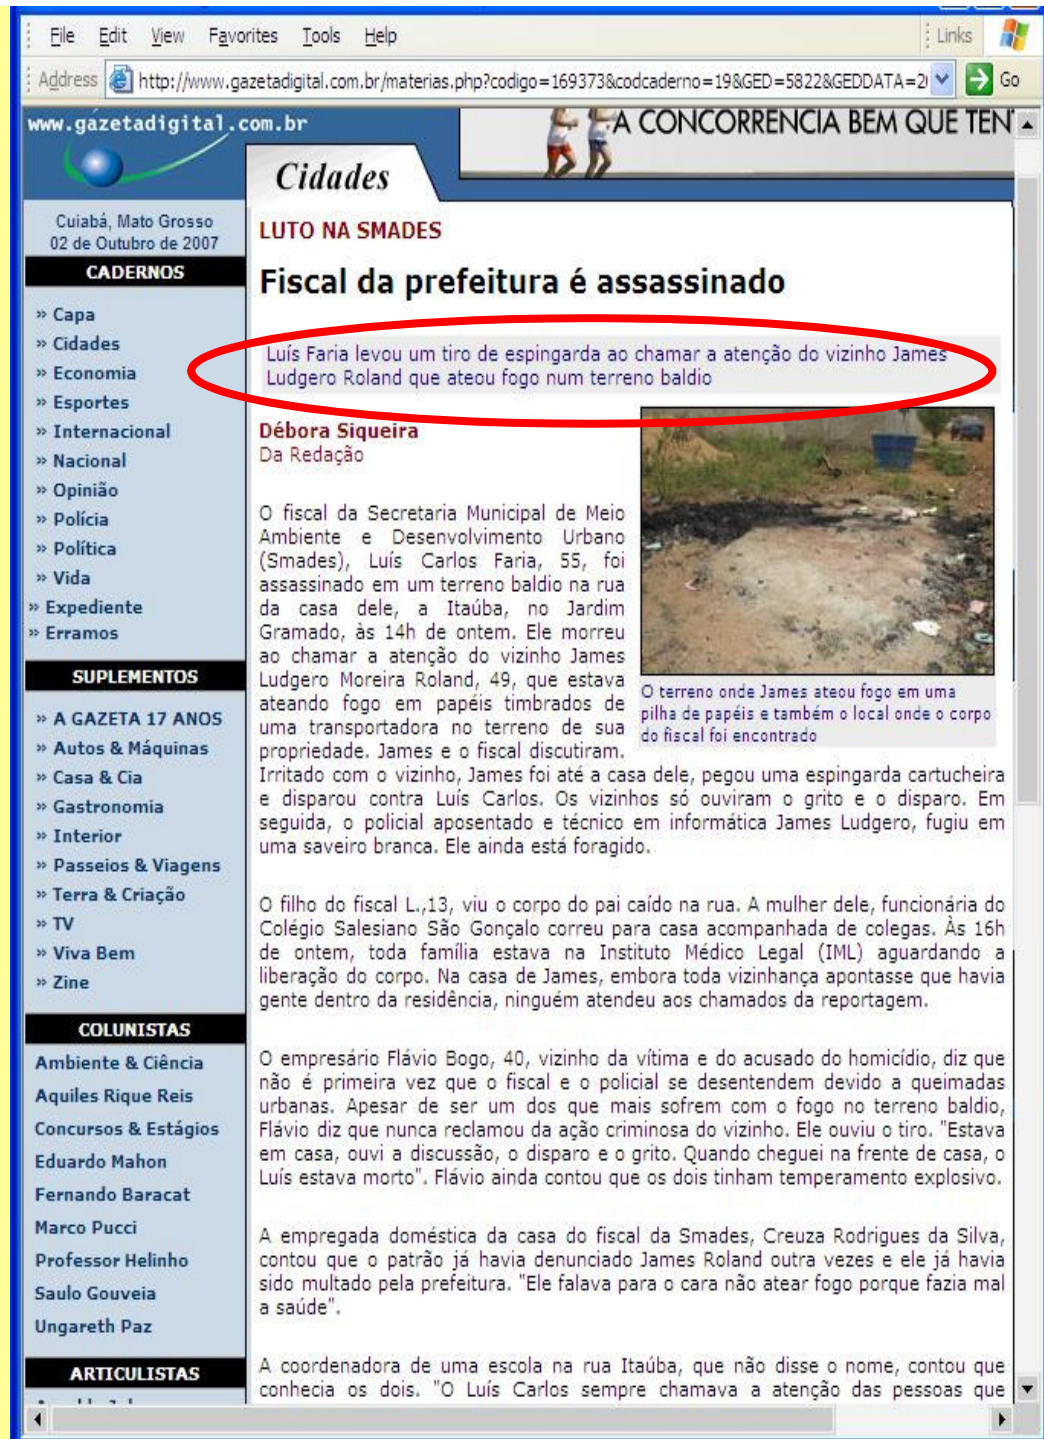 File Edit View Favorites Tools Help Links
Address http://www.gazetadigital.com.br/materias.php?codigo=169373&codcaderno=19&GED=5822&GEDDATA=2 Go
www.gazetadigital.com.br
A CONCORRENCIA BEM QUE TEN
Cidades
Cuiabá, Mato Grosso
02 de Outubro de 2007
CADERNOS
» Capa
» Cidades
» Economia
» Esportes
» Internacional
» Nacional
» Opinião
» Polícia
» Política
» Vida
» Expediente
» Erramos
SUPLEMENTOS
» A GAZETA 17 ANOS
» Autos & Máquinas
» Casa & Cia
» Gastronomia
» Interior
» Passeios & Viagens
» Terra & Criação
» TV
» Viva Bem
» Zine
COLUNISTAS
Ambiente & Ciência
Aquiles Rique Reis
Concursos & Estágios
Eduardo Mahon
Fernando Baracat
Marco Pucci
Professor Helinho
Saulo Gouveia
Ungareth Paz
ARTICULISTAS
LUTO NA SMADES
Fiscal da prefeitura é assassinado
Luís Faria levou um tiro de espingarda ao chamar a atenção do vizinho James
Ludgero Roland que ateou fogo num terreno baldio
Débora Siqueira
Da Redação
O fiscal da Secretaria Municipal de Meio
Ambiente e Desenvolvimento Urbano
(Smades), Luís Carlos Faria, 55, foi
assassinado em um terreno baldio na rua
da casa dele, a Itaúba, no Jardim
Gramado, às 14h de ontem. Ele morreu
ao chamar a atenção do vizinho James
Ludgero Moreira Roland, 49, que estava
ateando fogo em papéis timbrados de
uma transportadora no terreno de sua
propriedade. James e o fiscal discutiram.
O terreno onde James ateou fogo em uma
pilha de papéis e também o local onde o corpo
do fiscal foi encontrado
Irritado com o vizinho, James foi até a casa dele, pegou uma espingarda cartucheira
e disparou contra Luís Carlos. Os vizinhos só ouviram o grito e o disparo. Em
seguida, o policial aposentado e técnico em informática James Ludgero, fugiu em
uma saveiro branca. Ele ainda está foragido.
O filho do fiscal L.,13, viu o corpo do pai caído na rua. A mulher dele, funcionária do
Colégio Salesiano São Gonçalo correu para casa acompanhada de colegas. Às 16h
de ontem, toda família estava na Instituto Médico Legal (IML) aguardando a
liberação do corpo. Na casa de James, embora toda vizinhança apontasse que havia
gente dentro da residência, ninguém atendeu aos chamados da reportagem.
O empresário Flávio Bogo, 40, vizinho da vítima e do acusado do homicídio, diz que
não é primeira vez que o fiscal e o policial se desentendem devido a queimadas
urbanas. Apesar de ser um dos que mais sofrem com o fogo no terreno baldio,
Flávio diz que nunca reclamou da ação criminosa do vizinho. Ele ouviu o tiro. "Estava
em casa, ouvi a discussão, o disparo e o grito. Quando cheguei na frente de casa, o
Luís estava morto". Flávio ainda contou que os dois tinham temperamento explosivo.
A empregada doméstica da casa do fiscal da Smades, Creuza Rodrigues da Silva,
contou que o patrão já havia denunciado James Roland outra vezes e ele já havia
sido multado pela prefeitura. "Ele falava para o cara não atear fogo porque fazia mal
a saúde".
A coordenadora de uma escola na rua Itaúba, que não disse o nome, contou que
conhecia os dois. "O Luís Carlos sempre chamava a atenção das pessoas que